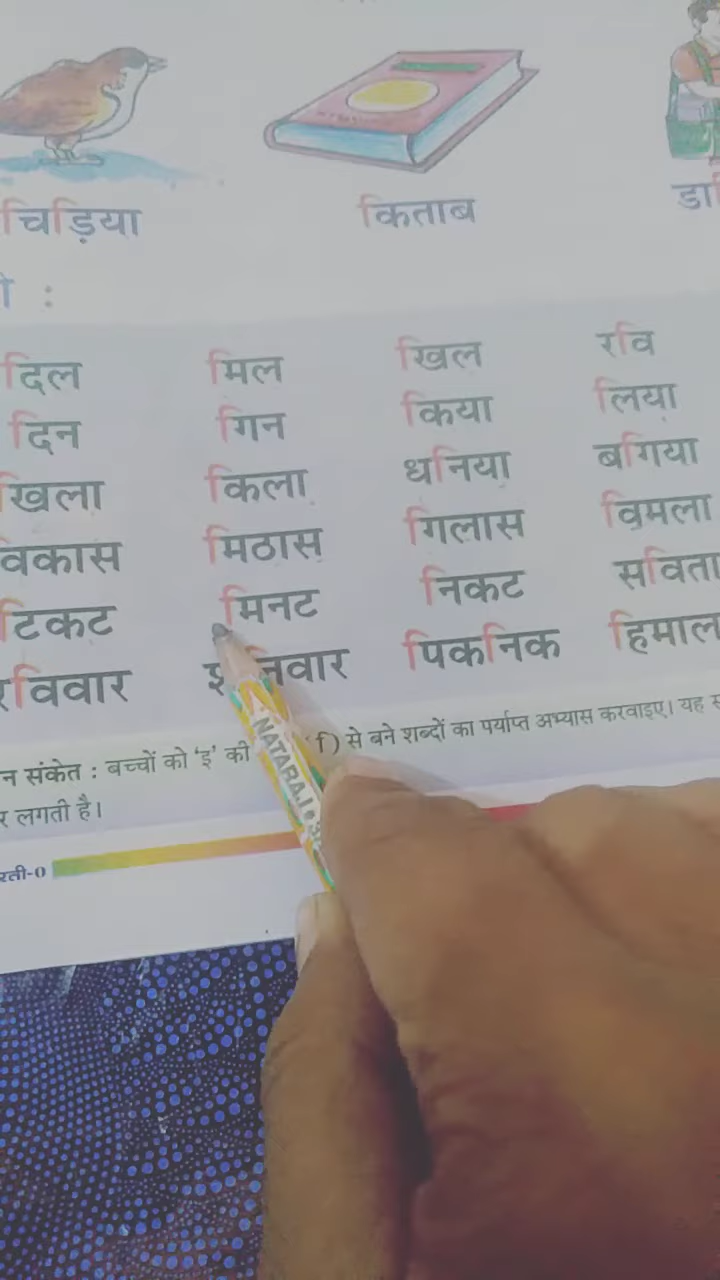 चिड़िया किताब
:
दिल मिल खिल रवि
दिन गिन किया लिया
खिला किला धनिया बगिया
विकास मिठास गिलास विमला
टिकट मिनट निकट सविता
रविवार पिकनिक
संकेत : बच्चों को 'इ' की ि) से बने शब्दों का पर्याप्त अभ्यास करवाइए। यह
लगती है।
NATARAJ